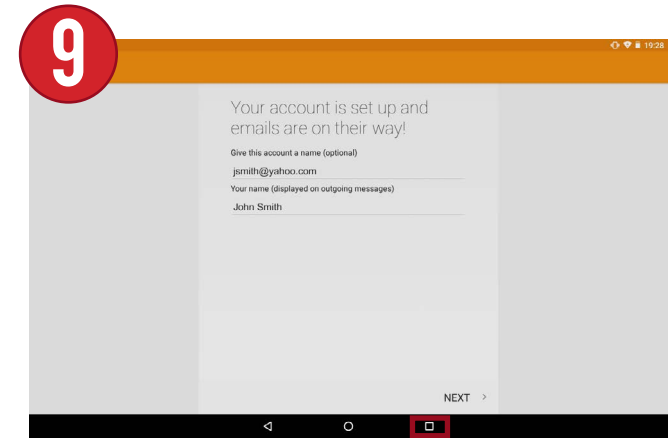 9
19:28
Your account is set up and
emails are on their way!
Give this account a name (optional)
jsmith@yahoo.com
Your name (displayed on outgoing messages)
John Smith
NEXT